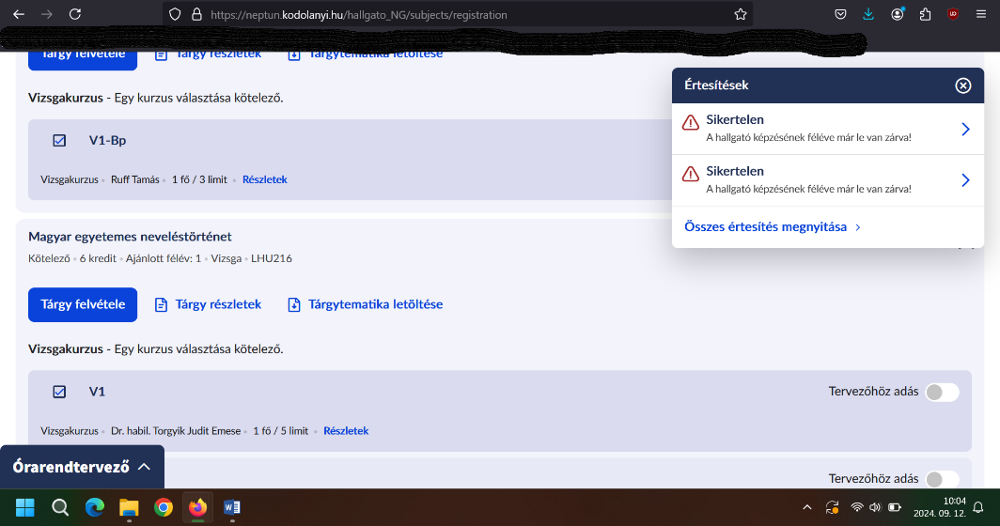 https://neptun.kodolanyi.hu/hallgato_NG/subjects/registration
Tárgy felvétele Tárgy részletek Tárgytematika letöltése
Vizsgakurzus - Egy kurzus választása kötelező.
V1-Bp
Vizsgakurzus • Ruff Tamás • 1 fő / 3 limit • Részletek
Értesítések
Sikertelen
A hallgató képzésének féléve már le van zárva!
Sikertelen
A hallgató képzésének féléve már le van zárva!
Összes értesítés megnyitása
Magyar egyetemes neveléstörténet
Kötelező • 6 kredit • Ajánlott félév: 1 • Vizsga • LHU216
Tárgy felvétele Tárgy részletek Tárgytematika letöltése
Vizsgakurzus - Egy kurzus választása kötelező.
V1 Tervezőhöz adás
Vizsgakurzus • Dr. habil. Torgyik Judit Emese • 1 fő / 5 limit • Részletek
Órarendtervező
Tervezőhöz adás
10:04
2024. 09. 12.